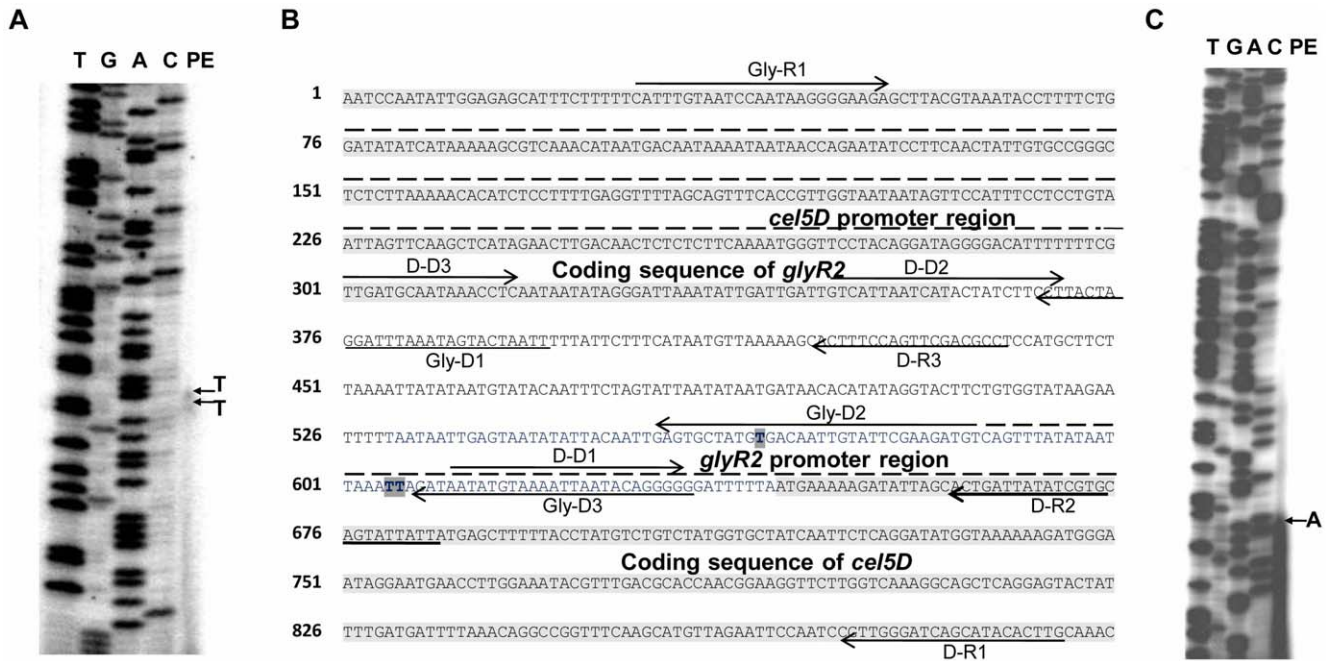 A
B
C
T G A C PE
T
T
Gly-R1
1 AATCCAATATTGGAGAGCATTTCTTTTTCATTTGTAATCCAATAAGGGGAAGAGCTTACGTAAATACCTTTTCTG
76 GATATATCATAAAAAGCGTCAAACATAATGACAATAAAATAATAACCAGAATATCCTTCAACTATTGTGCCGGGC
151 TCTCTTAAAAACACATCTCCTTTTGAGGTTTTAGCAGTTTCACCGTTGGTAATAATAGTTCCATTTCCTCCTGTA
cel5D promoter region
226 ATTAGTTCAAGCTCATAGAACTTGACAACTCTCTCTTCAAAATGGGTTCCTACAGGATAGGGGACATTTTTTTCG
D-D3 Coding sequence of glyR2 D-D2
301 TTGATGCAATAAACCTCAATAATATAGGGATTAAATATTGATTGATTGTCATTAATCATACTATCTTCCTTACTA
376 GGATTTAAATAGTACTAATTTTTATTCTTTCATAATGTTAAAAAGCACTTTCCAGTTCGACGCCTCCATGCTTCT
Gly-D1 D-R3
451 TAAAATTATATAATGTATACAATTTCTAGTATTAATATAATGATAACACATATAGGTACTTCTGTGGTATAAGAA
Gly-D2
526 TTTTTAATAATTGAGTAATATATTACAATTGAGTGCTATGTGACAATTGTATTCGAAGATGTCAGTTTATATAAT
D-D1 glyR2 promoter region
601 TAAATTACATAATATGTAAAATTAATACAGGGGGGATTTTTAATGAAAAAGATATTAGCACTGATTATATCGTGC
Gly-D3 D-R2
676 AGTATTATTATGAGCTTTTTACCTATGTCTGTCTATGGTGCTATCAATTCTCAGGATATGGTAAAAAAGATGGGA
Coding sequence of cel5D
751 ATAGGAATGAACCTTGGAAATACGTTTGACGCACCAACGGAAGGTTCTTGGTCAAAGGCAGCTCAGGAGTACTAT
826 TTTGATGATTTTAAACAGGCCGGTTTCAAGCATGTTAGAATTCCAATCCGTTGGGATCAGCATACACTTGCAAAC
D-R1
T G A C PE
A